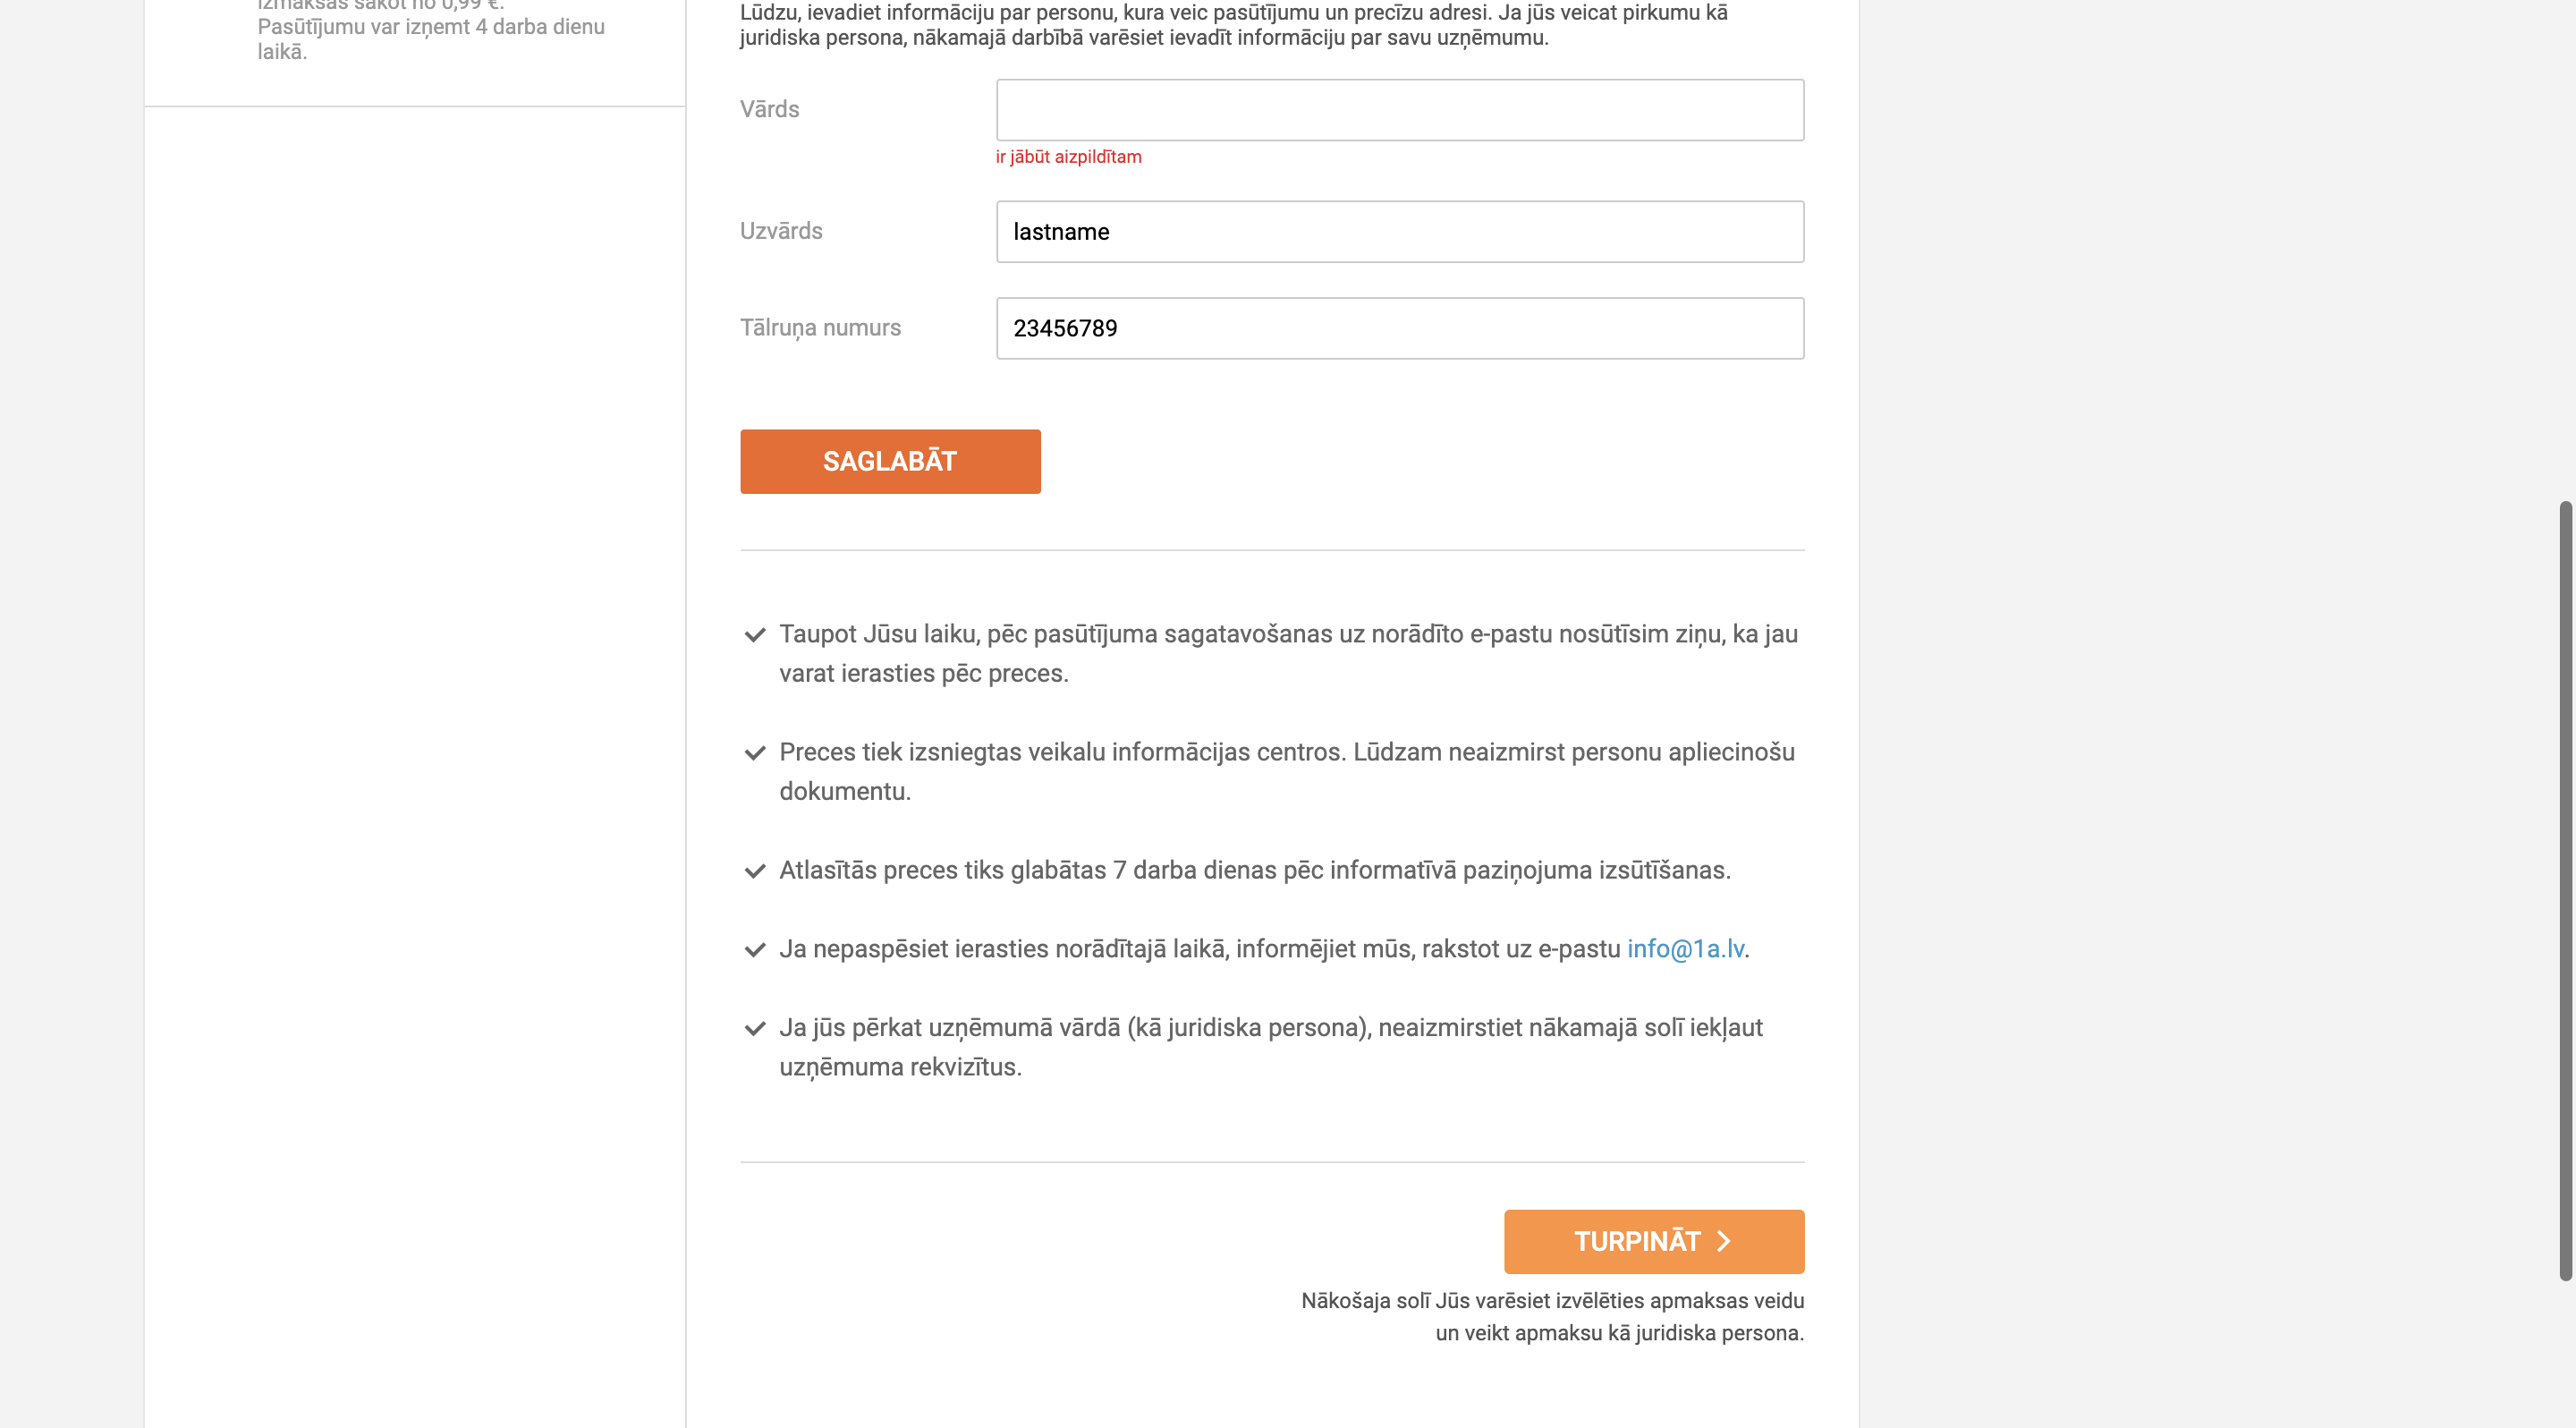 izmaksas sākot no 0,99 €.
Pasūtījumu var izņemt 4 darba dienu
laikā.
Lūdzu, ievadiet informāciju par personu, kura veic pasūtījumu un precīzu adresi. Ja jūs veicat pirkumu kā
juridiska persona, nākamajā darbībā varēsiet ievadīt informāciju par savu uzņēmumu.
Vārds
ir jābūt aizpildītam
Uzvārds
lastname
Tālruņa numurs
23456789
SAGLABĀT
Taupot Jūsu laiku, pēc pasūtījuma sagatavošanas uz norādīto e-pastu nosūtīsim ziņu, ka jau
varat ierasties pēc preces.
Preces tiek izsniegtas veikalu informācijas centros. Lūdzam neaizmirst personu apliecinošu
dokumentu.
Atlasītās preces tiks glabātas 7 darba dienas pēc informatīvā paziņojuma izsūtīšanas.
Ja nepaspēsiet ierasties norādītajā laikā, informējiet mūs, rakstot uz e-pastu info@1a.lv.
Ja jūs pērkat uzņēmumā vārdā (kā juridiska persona), neaizmirstiet nākamajā solī iekļaut
uzņēmuma rekvizītus.
TURPINĀT
Nākošaja solī Jūs varēsiet izvēlēties apmaksas veidu
un veikt apmaksu kā juridiska persona.